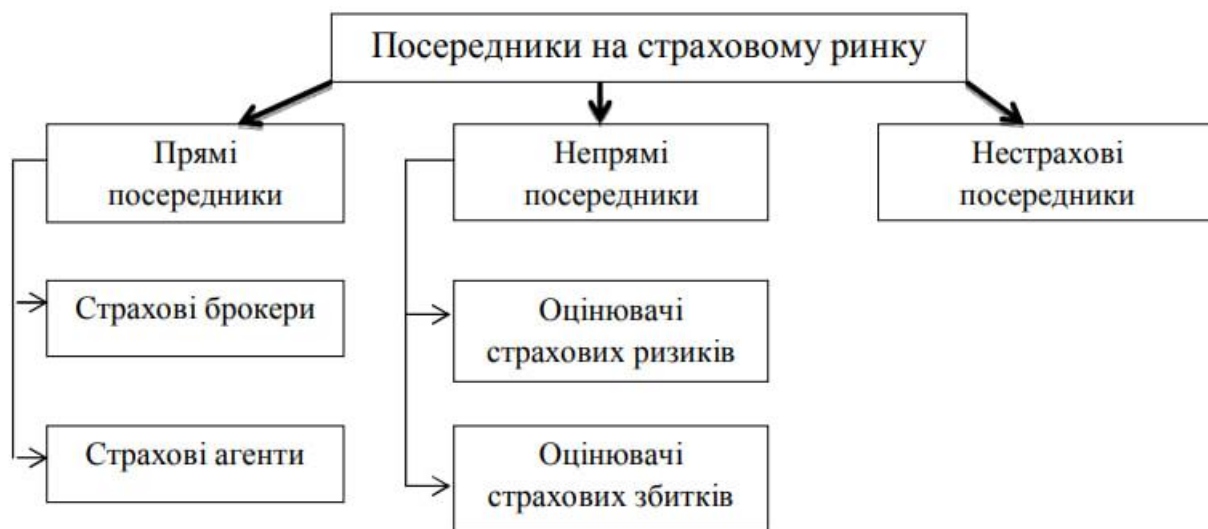 Посередники на страховому ринку
Прямі
посередники
Непрямі
посередники
Нестрахові
посередники
Страхові брокери
Оцінювачі
страхових ризиків
Страхові агенти
Оцінювачі
страхових збитків